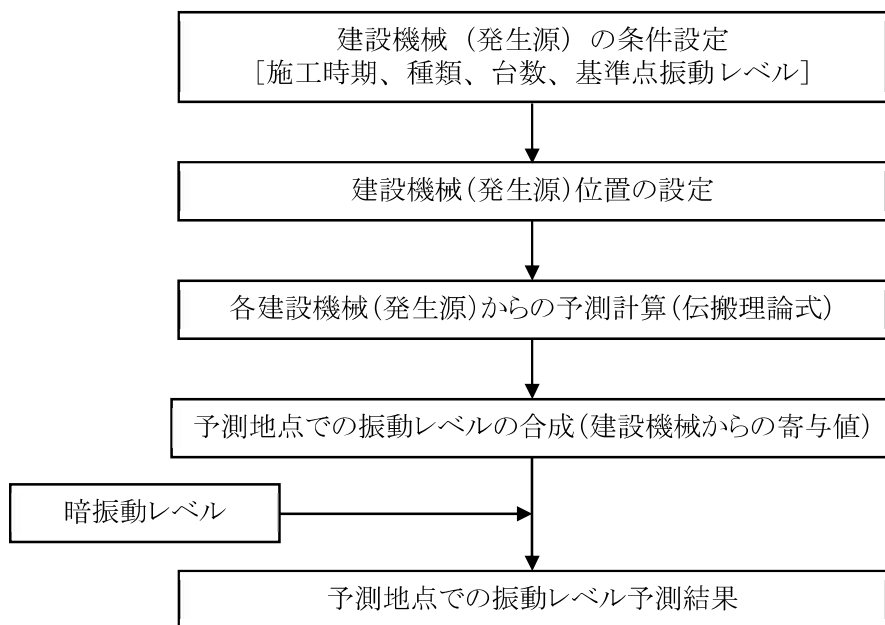 建設機械（発生源）の条件設定
[施工時期、種類、台数、基準点振動レベル]
建設機械(発生源)位置の設定
各建設機械(発生源)からの予測計算(伝搬理論式)
予測地点での振動レベルの合成(建設機械からの寄与値)
暗振動レベル
予測地点での振動レベル予測結果